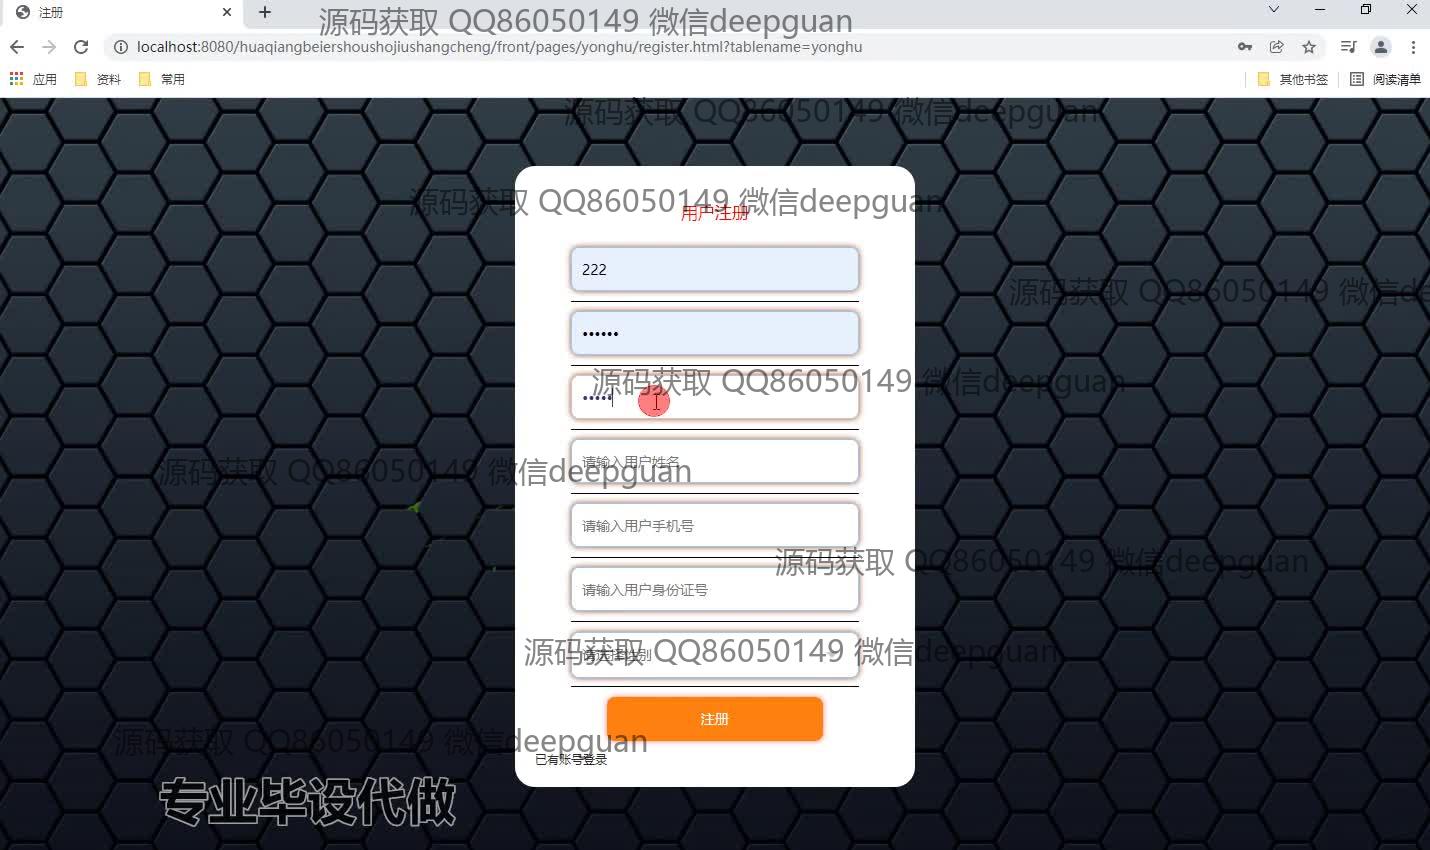 注册
源码获取 QQ86050149 微信deepguan
localhost:8080/huaqiangbeiershoushojiushangcheng/front/pages/yonghu/register.html?tablename=yonghu
应用
资料
常用
其他书签
阅读清单
源码获取 QQ86050149 微信deepguan
源码获取 QQ86050149 微信deepguan
用户注册
222
••••••
源码获取 QQ86050149 微信de
源码获取 QQ86050149 微信deepguan
•••••
请输入用户姓名
源码获取 QQ86050149 微信deepguan
请输入用户手机号
源码获取 QQ86050149 微信deepguan
请输入用户身份证号
源码获取 QQ86050149 微信deepguan
请选择性别
注册
源码获取 QQ86050149 微信deepguan
已有账号登录
专业毕设代做